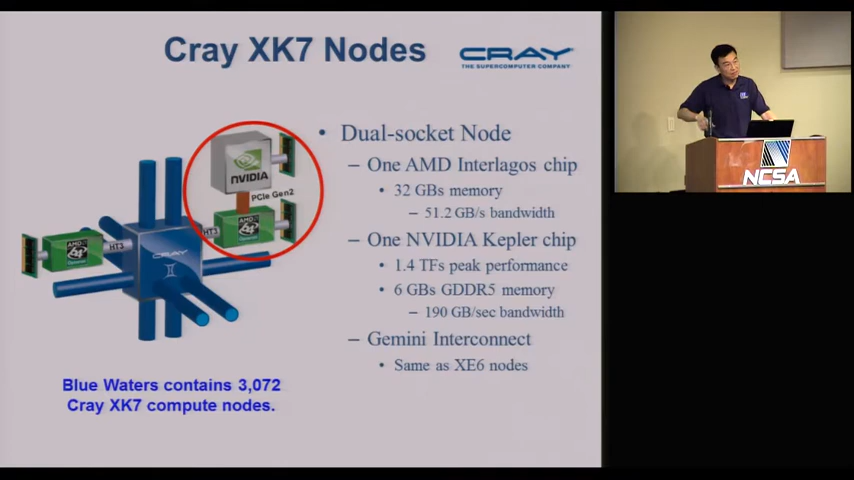 Cray XK7 Nodes
CRAY
THE SUPERCOMPUTER COMPANY
• Dual-socket Node
– One AMD Interlagos chip
• 32 GBs memory
– 51.2 GB/s bandwidth
– One NVIDIA Kepler chip
• 1.4 TFs peak performance
• 6 GBs GDDR5 memory
– 190 GB/sec bandwidth
– Gemini Interconnect
• Same as XE6 nodes
NVIDIA
PCIe Gen2
HT3
AMD
HT3
AMD
CRAY
Blue Waters contains 3,072
Cray XK7 compute nodes.
NCSA